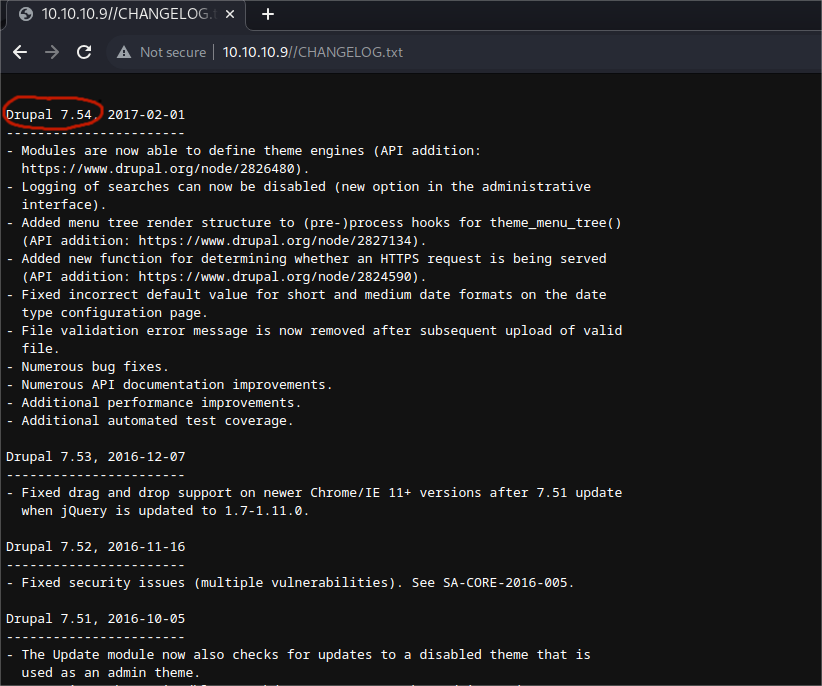 10.10.10.9//CHANGELOG.t
Not secure
10.10.10.9//CHANGELOG.txt
Drupal 7.54, 2017-02-01
-----------------------
- Modules are now able to define theme engines (API addition:
https://www.drupal.org/node/2826480).
- Logging of searches can now be disabled (new option in the administrative
interface).
- Added menu tree render structure to (pre-)process hooks for theme_menu_tree()
(API addition: https://www.drupal.org/node/2827134).
- Added new function for determining whether an HTTPS request is being served
(API addition: https://www.drupal.org/node/2824590).
- Fixed incorrect default value for short and medium date formats on the date
type configuration page.
- File validation error message is now removed after subsequent upload of valid
file.
- Numerous bug fixes.
- Numerous API documentation improvements.
- Additional performance improvements.
- Additional automated test coverage.
Drupal 7.53, 2016-12-07
-----------------------
- Fixed drag and drop support on newer Chrome/IE 11+ versions after 7.51 update
when jQuery is updated to 1.7-1.11.0.
Drupal 7.52, 2016-11-16
-----------------------
- Fixed security issues (multiple vulnerabilities). See SA-CORE-2016-005.
Drupal 7.51, 2016-10-05
-----------------------
- The Update module now also checks for updates to a disabled theme that is
used as an admin theme.